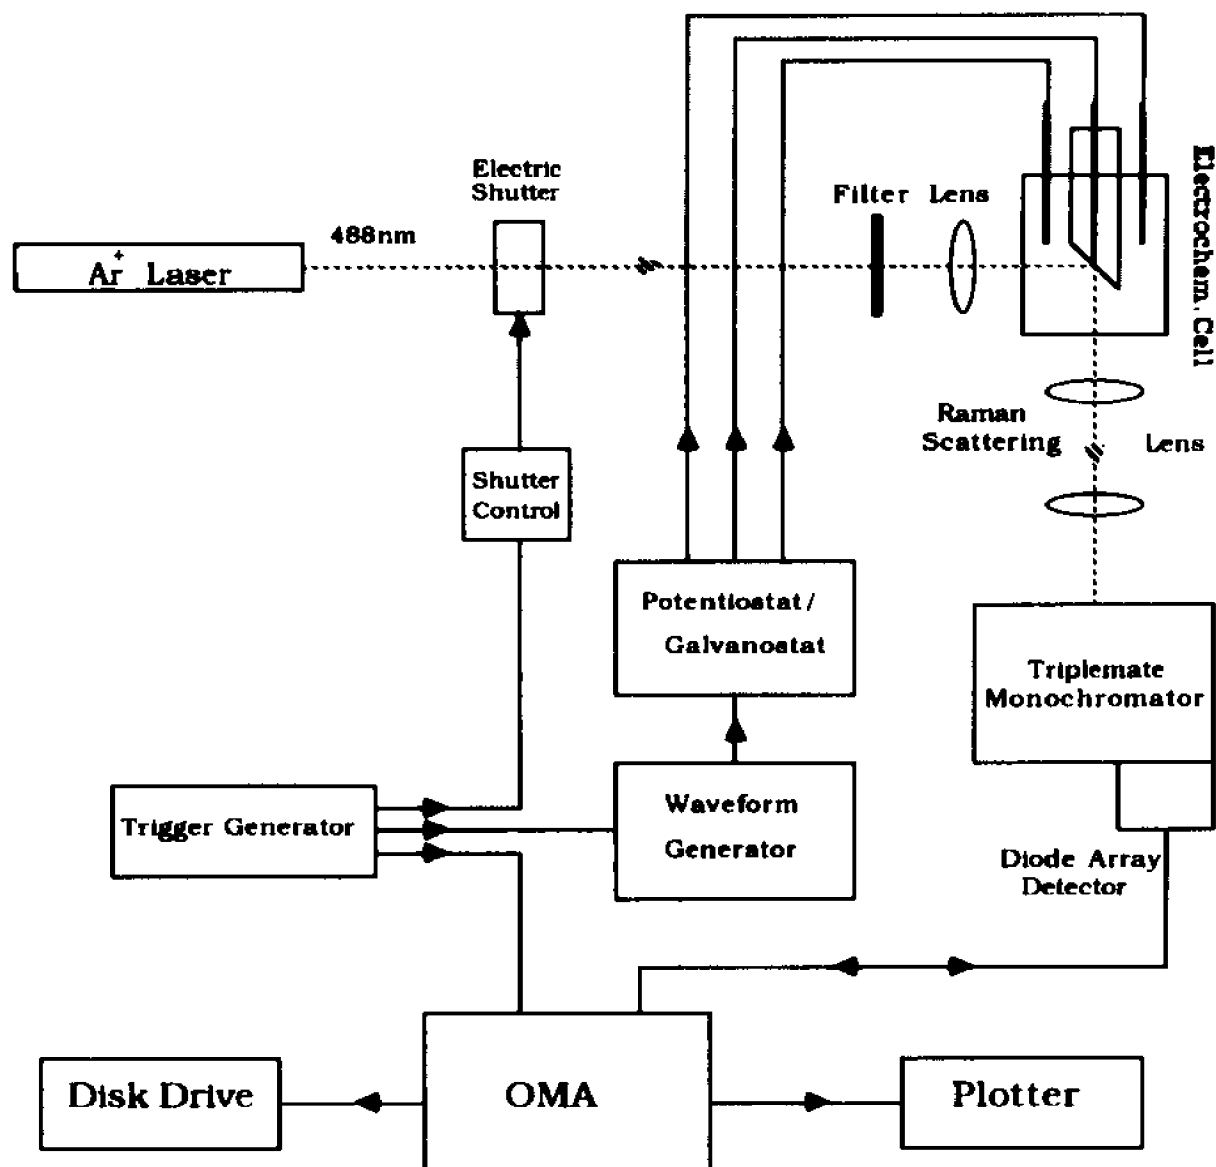 Electric
Shutter
488nm
Ar+ Laser
Filter Lens
Electrochem. Cell
Raman
Scattering
Lens
Shutter
Control
Potentiostat/
Galvanostat
Triplemate
Monochromator
Trigger Generator
Waveform
Generator
Diode Array
Detector
Disk Drive
OMA
Plotter